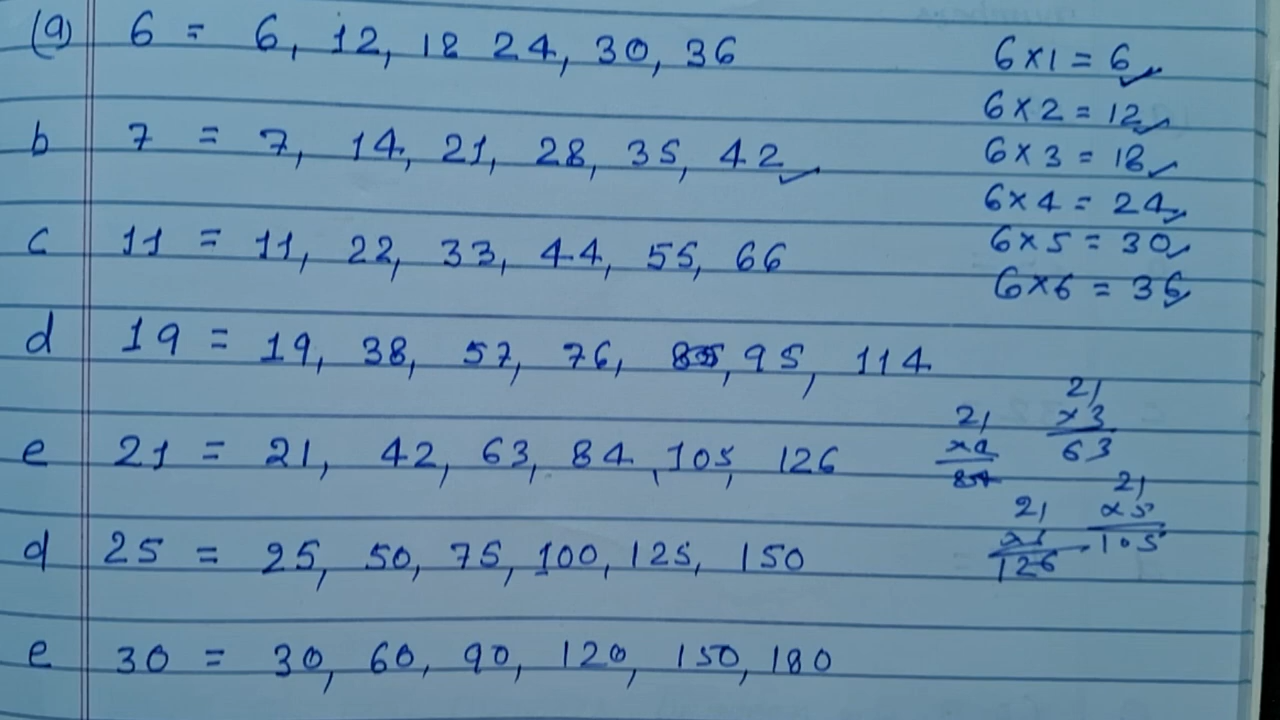 (a) 6 = 6, 12, 18 24, 30, 36
b 7 = 7, 14, 21, 28, 35, 42
c 11 = 11, 22, 33, 44, 55, 66
d 19 = 19, 38, 57, 76, 95, 114
e 21 = 21, 42, 63, 84, 105, 126
d 25 = 25, 50, 75, 100, 125, 150
e 30 = 30, 60, 90, 120, 150, 180
6×1 = 6
6×2 = 12
6×3 = 18
6×4 = 24
6×5 = 30
6×6 = 36
21
×3
63
21
×4
84
21
×5
105
21
126